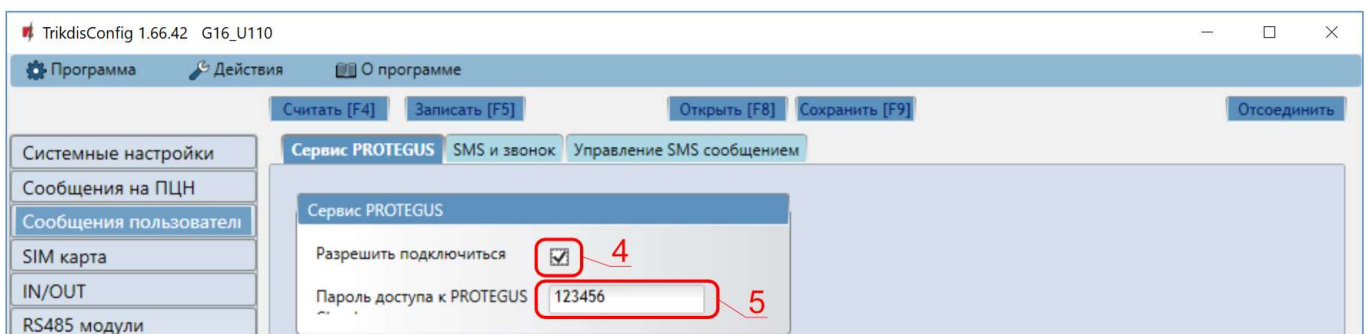 TrikdisConfig 1.66.42 G16_U110
Программа Действия О программе
Считать [F4] Записать [F5] Открыть [F8] Сохранить [F9] Отсоединить
Системные настройки
Сообщения на ПЦН
Сообщения пользовател
SIM карта
IN/OUT
RS485 модули
Сервис PROTEGUS SMS и звонок Управление SMS сообщением
Сервис PROTEGUS
Разрешить подключиться 4
Пароль доступа к PROTEGUS 123456 5